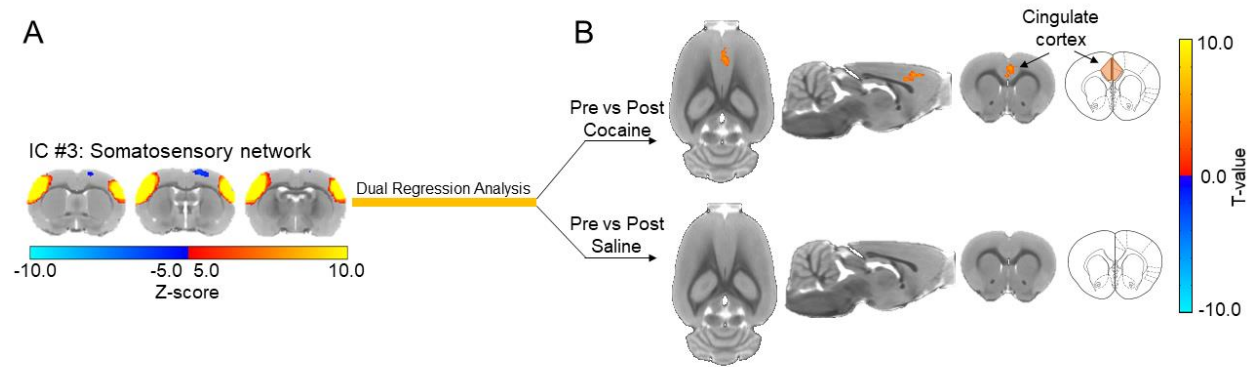 A
IC #3: Somatosensory network
-10.0
-5.0
5.0
10.0
Z-score
Dual Regression Analysis
B
Pre vs Post
Cocaine
Pre vs Post
Saline
Cingulate
cortex
10.0
0.0
-10.0
T-value